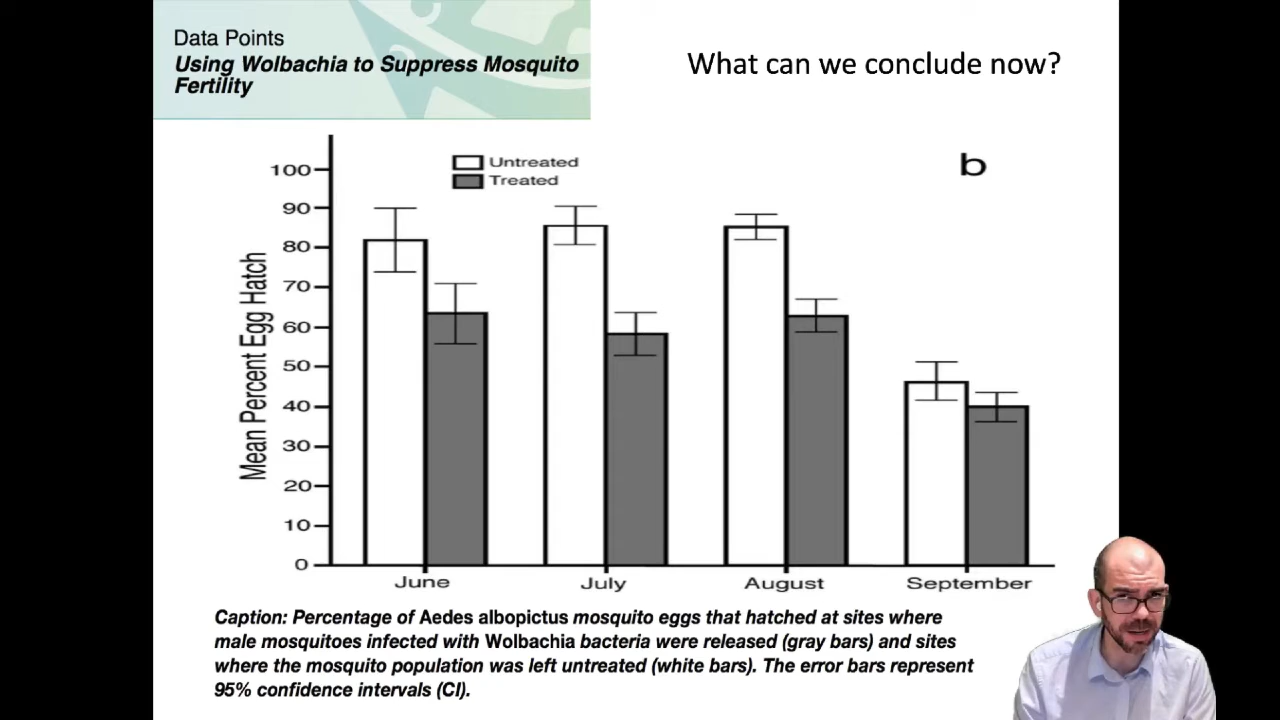 Data Points
Using Wolbachia to Suppress Mosquito
Fertility
What can we conclude now?
b
Untreated
Treated
Mean Percent Egg Hatch
100
90
80
70
60
50
40
30
20
10
0
June
July
August
September
Caption: Percentage of Aedes albopictus mosquito eggs that hatched at sites where
male mosquitoes infected with Wolbachia bacteria were released (gray bars) and sites
where the mosquito population was left untreated (white bars). The error bars represent
95% confidence intervals (CI).